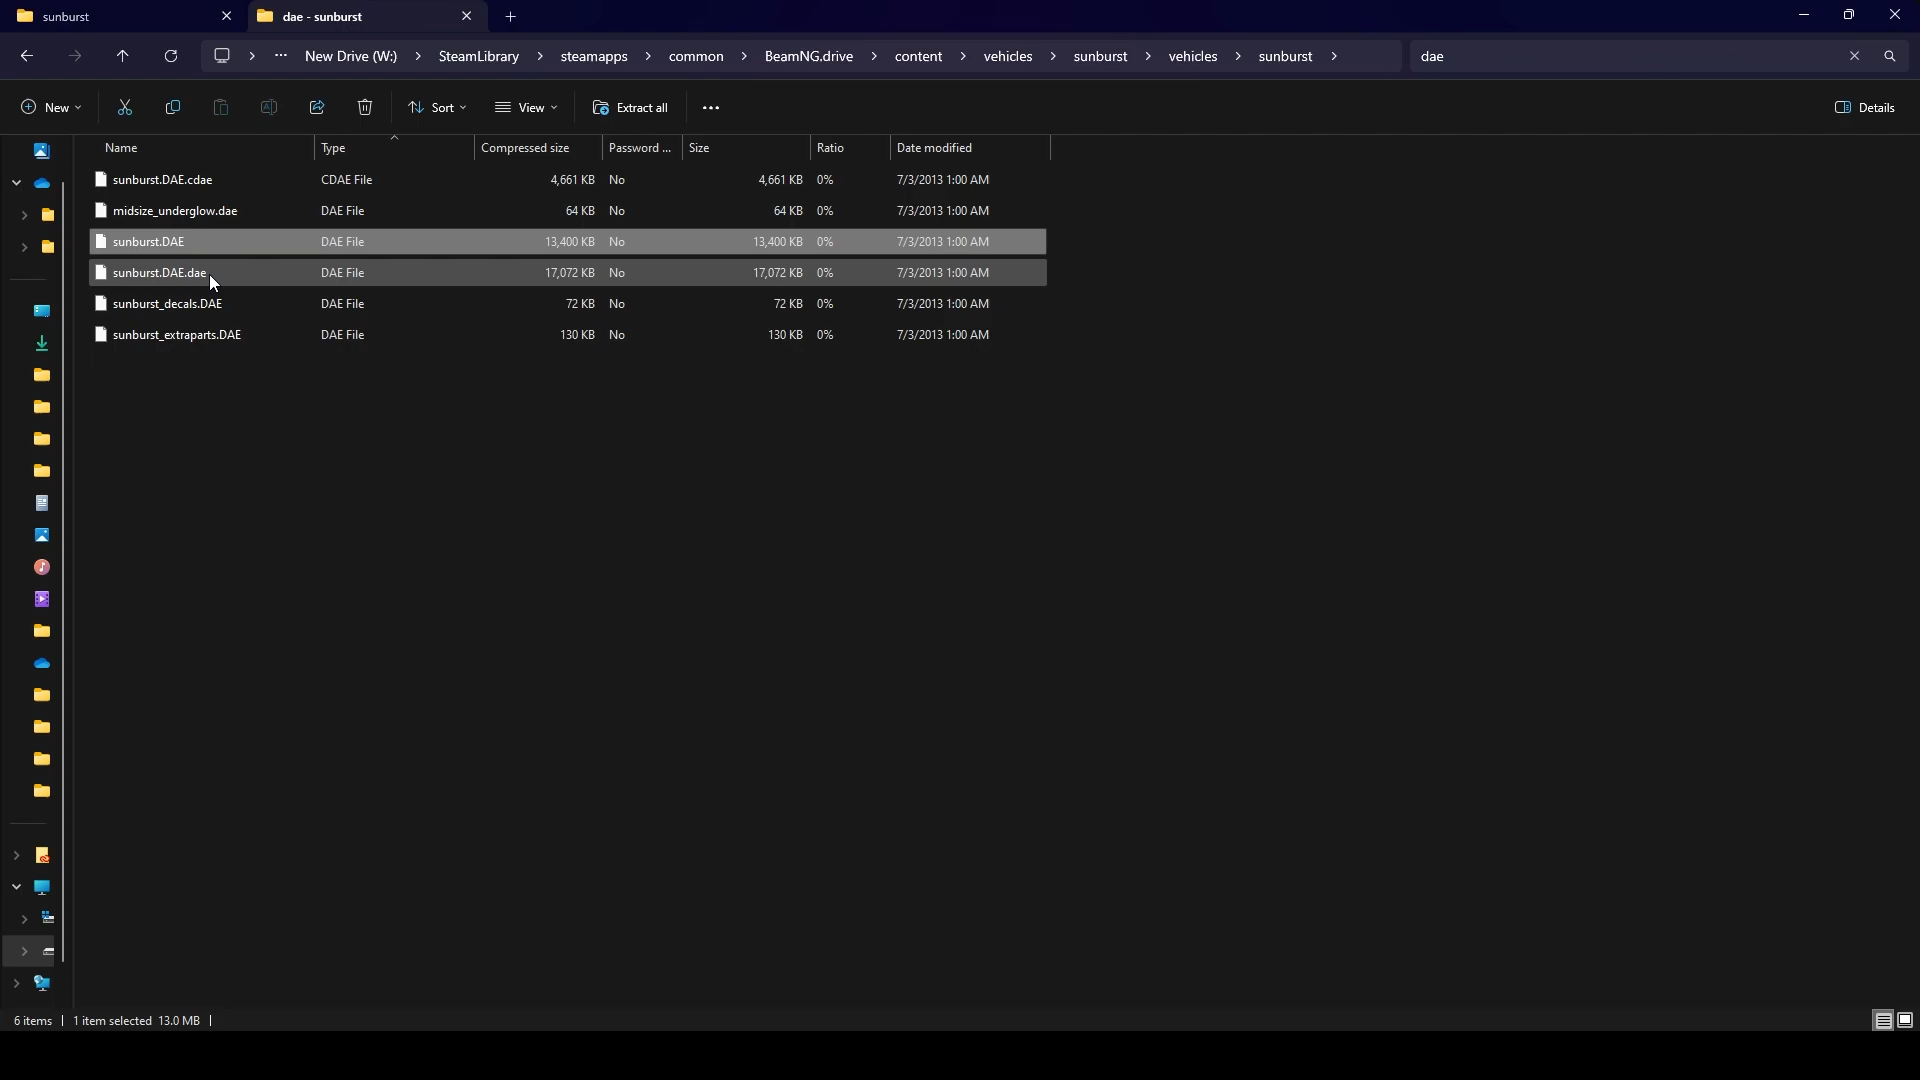 sunburst
dae - sunburst
New Drive (W:) SteamLibrary steamapps common BeamNG.drive content vehicles sunburst vehicles sunburst
dae
New
Sort
View
Extract all
Details
Name Type Compressed size Password ... Size Ratio Date modified
sunburst.DAE.cdae CDAE File 4,661 KB No 4,661 KB 0% 7/3/2013 1:00 AM
midsize_underglow.dae DAE File 64 KB No 64 KB 0% 7/3/2013 1:00 AM
sunburst.DAE DAE File 13,400 KB No 13,400 KB 0% 7/3/2013 1:00 AM
sunburst.DAE.dae DAE File 17,072 KB No 17,072 KB 0% 7/3/2013 1:00 AM
sunburst_decals.DAE DAE File 72 KB No 72 KB 0% 7/3/2013 1:00 AM
sunburst_extraparts.DAE DAE File 130 KB No 130 KB 0% 7/3/2013 1:00 AM
6 items 1 item selected 13.0 MB